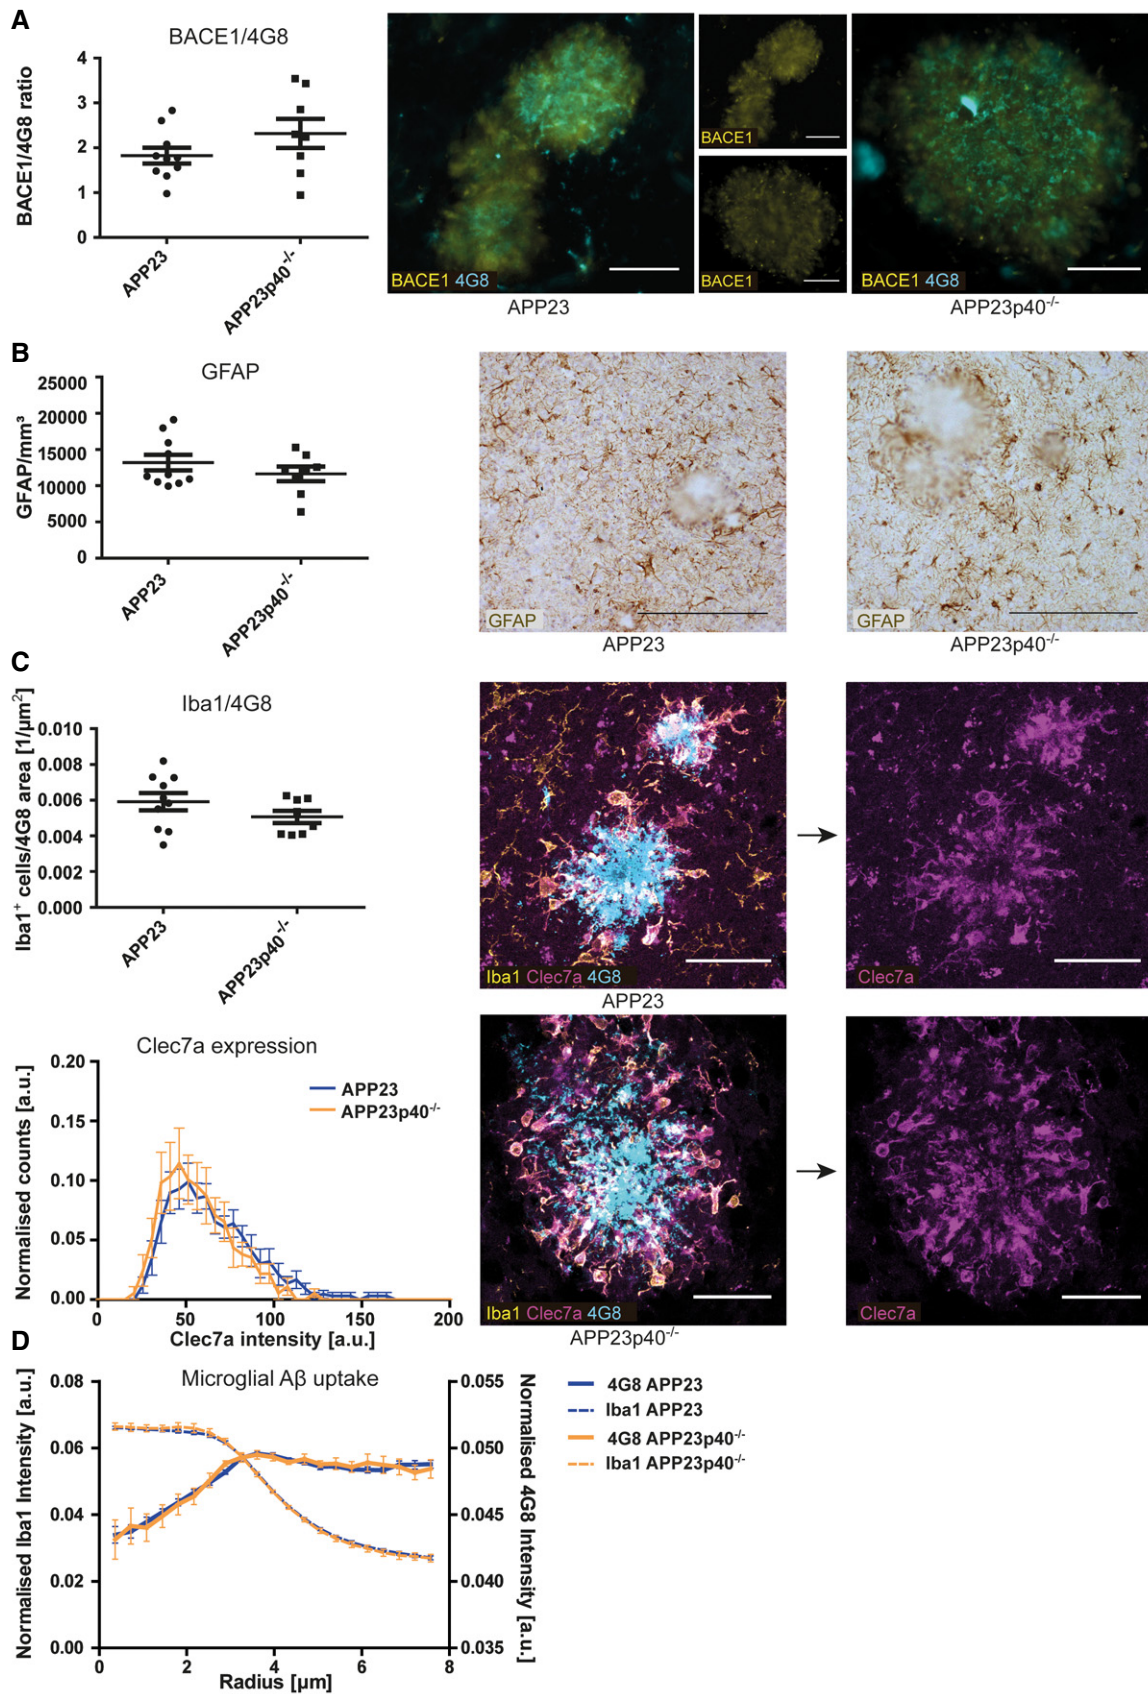 A
BACE1/4G8
BACE1/4G8 ratio
4
3
2
1
0
APP23
APP23p40⁻/⁻
BACE1 4G8
APP23
BACE1
BACE1
BACE1 4G8
APP23p40⁻/⁻
B
GFAP
GFAP/mm³
25000
20000
15000
10000
5000
0
APP23
APP23p40⁻/⁻
GFAP
APP23
GFAP
APP23p40⁻/⁻
C
Iba1/4G8
Iba1⁺ cells/4G8 area [1/µm²]
0.010
0.008
0.006
0.004
0.002
0.000
APP23
APP23p40⁻/⁻
Iba1 Clec7a 4G8
APP23
Clec7a
Clec7a expression
Normalised counts [a.u.]
0.20
0.15
0.10
0.05
0.00
0 50 100 150 200
Clec7a intensity [a.u.]
APP23
APP23p40⁻/⁻
Iba1 Clec7a 4G8
APP23p40⁻/⁻
Clec7a
D
Microglial Aβ uptake
Normalised Iba1 Intensity [a.u.]
0.08
0.06
0.04
0.02
0.00
0 2 4 6 8
Radius [µm]
0.055
0.050
0.045
0.040
0.035
Normalised 4G8 Intensity [a.u.]
4G8 APP23
Iba1 APP23
4G8 APP23p40⁻/⁻
Iba1 APP23p40⁻/⁻